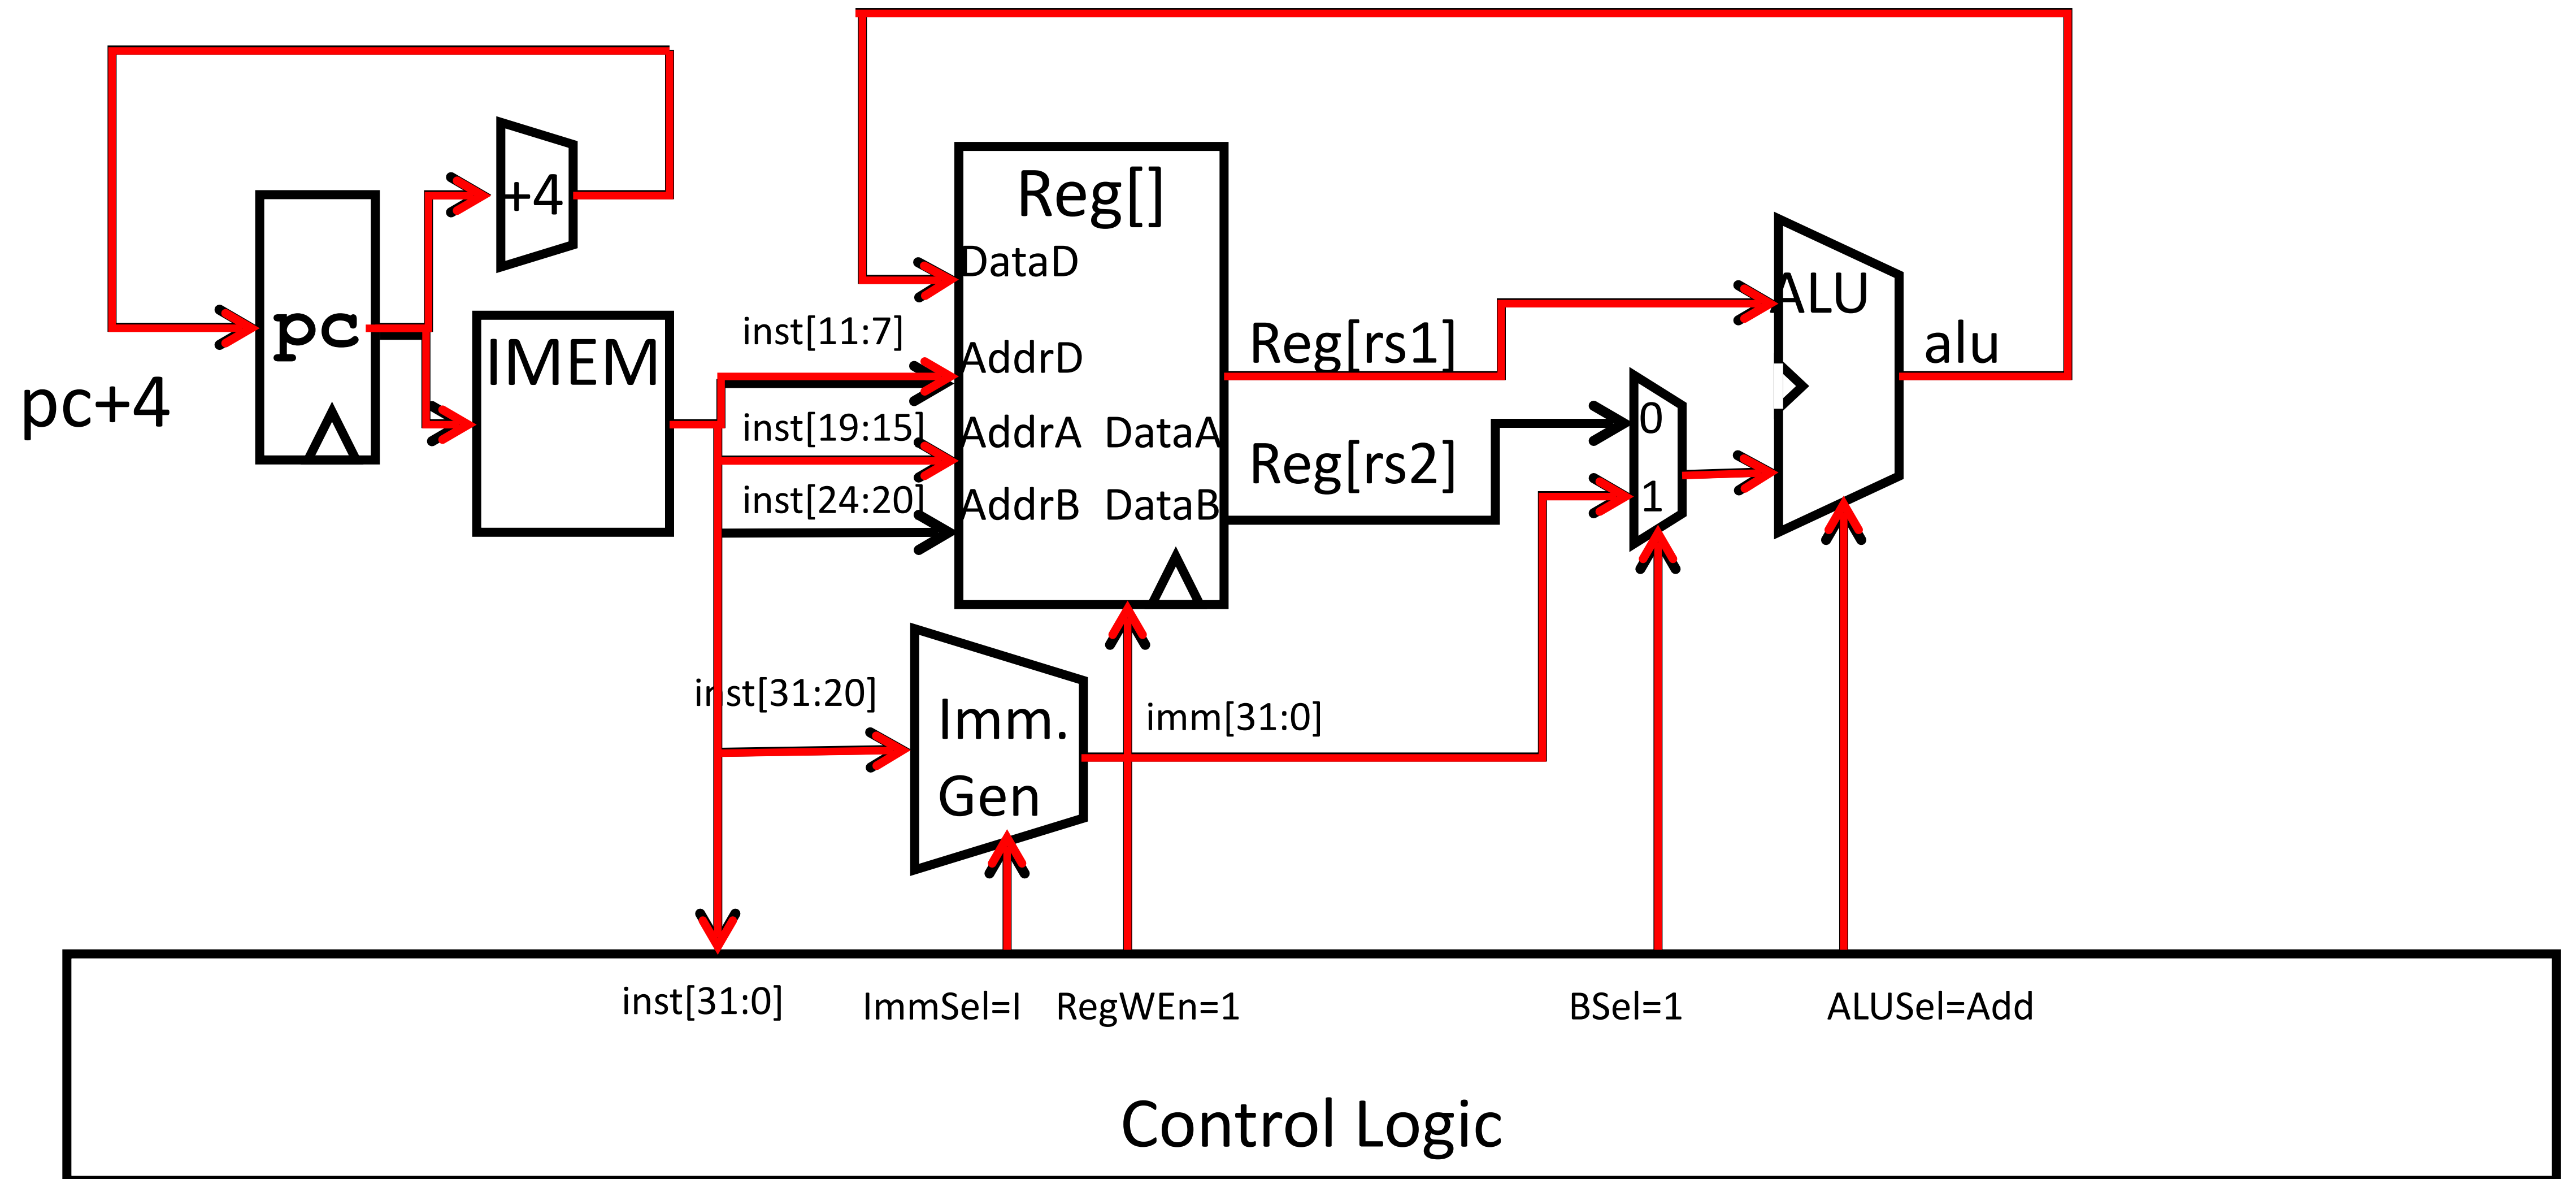 Reg[]
+4
DataD
ALU
pc
inst[11:7]
IMEM
AddrD
Reg[rs1]
alu
pc+4
inst[19:15]
AddrA DataA
0
Reg[rs2]
inst[24:20]
AddrB DataB
1
inst[31:20]
Imm.
Gen
imm[31:0]
inst[31:0]
ImmSel=I
RegWEn=1
BSel=1
ALUSel=Add
Control Logic